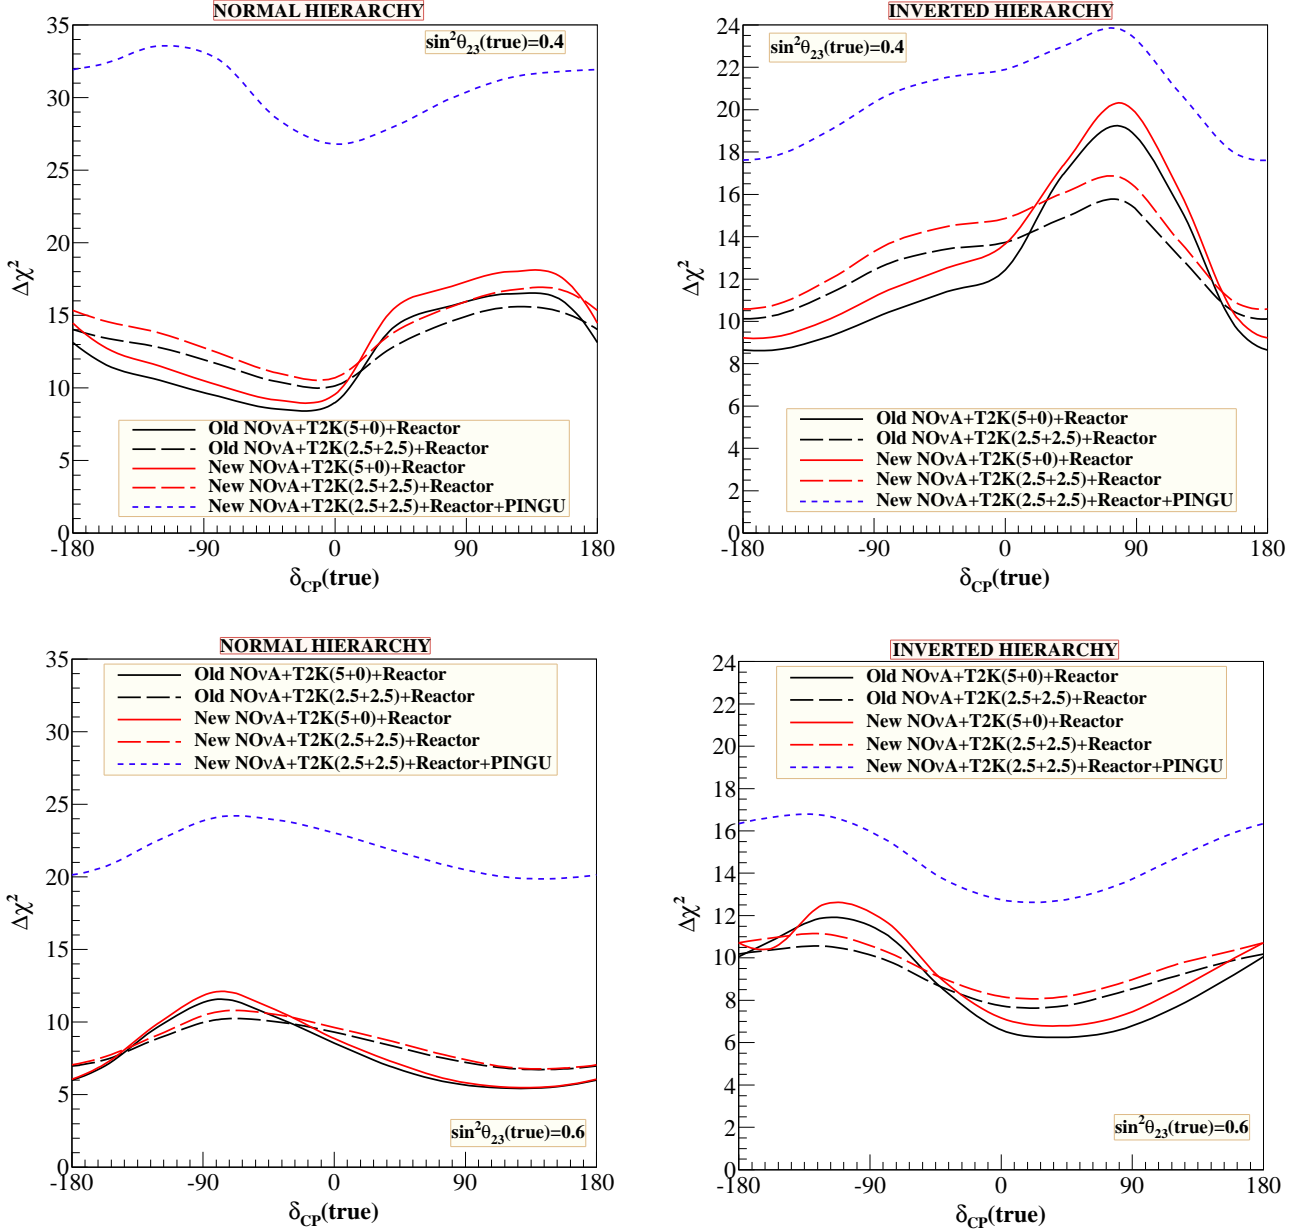 NORMAL HIERARCHY
sin²θ₂₃(true)=0.4
35
30
25
20
15
10
5
0
Δχ²
Old NOνA+T2K(5+0)+Reactor
Old NOνA+T2K(2.5+2.5)+Reactor
New NOνA+T2K(5+0)+Reactor
New NOνA+T2K(2.5+2.5)+Reactor
New NOνA+T2K(2.5+2.5)+Reactor+PINGU
-180 -90 0 90 180
δ_CP(true)
INVERTED HIERARCHY
sin²θ₂₃(true)=0.4
24
22
20
18
16
14
12
10
8
6
4
2
0
Δχ²
Old NOνA+T2K(5+0)+Reactor
Old NOνA+T2K(2.5+2.5)+Reactor
New NOνA+T2K(5+0)+Reactor
New NOνA+T2K(2.5+2.5)+Reactor
New NOνA+T2K(2.5+2.5)+Reactor+PINGU
-180 -90 0 90 180
δ_CP(true)
NORMAL HIERARCHY
35
30
25
20
15
10
5
0
Δχ²
Old NOνA+T2K(5+0)+Reactor
Old NOνA+T2K(2.5+2.5)+Reactor
New NOνA+T2K(5+0)+Reactor
New NOνA+T2K(2.5+2.5)+Reactor
New NOνA+T2K(2.5+2.5)+Reactor+PINGU
sin²θ₂₃(true)=0.6
-180 -90 0 90 180
δ_CP(true)
INVERTED HIERARCHY
24
22
20
18
16
14
12
10
8
6
4
2
0
Δχ²
Old NOνA+T2K(5+0)+Reactor
Old NOνA+T2K(2.5+2.5)+Reactor
New NOνA+T2K(5+0)+Reactor
New NOνA+T2K(2.5+2.5)+Reactor
New NOνA+T2K(2.5+2.5)+Reactor+PINGU
sin²θ₂₃(true)=0.6
-180 -90 0 90 180
δ_CP(true)